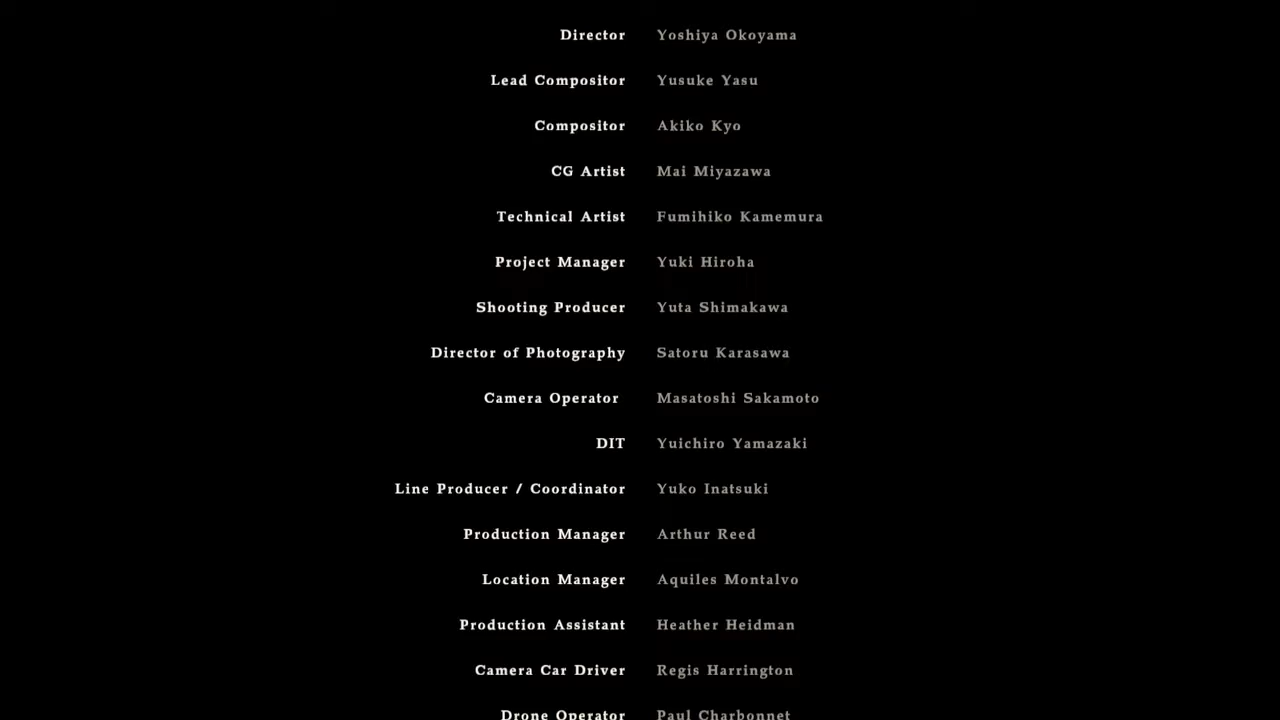 Director Yoshiya Okoyama
Lead Compositor Yusuke Yasu
Compositor Akiko Kyo
CG Artist Mai Miyazawa
Technical Artist Fumihiko Kamemura
Project Manager Yuki Hiroha
Shooting Producer Yuta Shimakawa
Director of Photography Satoru Karasawa
Camera Operator Masatoshi Sakamoto
DIT Yuichiro Yamazaki
Line Producer / Coordinator Yuko Inatsuki
Production Manager Arthur Reed
Location Manager Aquiles Montalvo
Production Assistant Heather Heidman
Camera Car Driver Regis Harrington
Drone Operator Paul Charbonnet